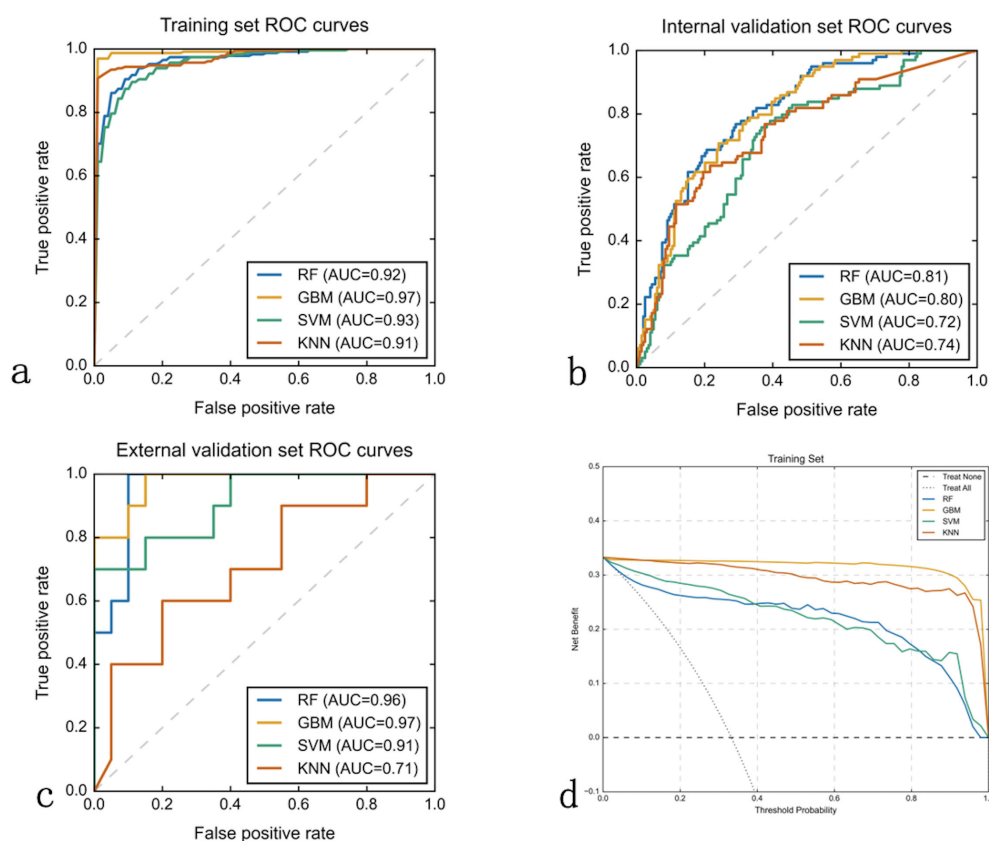 Training set ROC curves
1.0
0.8
0.6
0.4
0.2
0.0
True positive rate
RF (AUC=0.92)
GBM (AUC=0.97)
SVM (AUC=0.93)
KNN (AUC=0.91)
0.0 0.2 0.4 0.6 0.8 1.0
False positive rate
a
Internal validation set ROC curves
1.0
0.8
0.6
0.4
0.2
0.0
True positive rate
RF (AUC=0.81)
GBM (AUC=0.80)
SVM (AUC=0.72)
KNN (AUC=0.74)
0.0 0.2 0.4 0.6 0.8 1.0
False positive rate
b
External validation set ROC curves
1.0
0.8
0.6
0.4
0.2
0.0
True positive rate
RF (AUC=0.96)
GBM (AUC=0.97)
SVM (AUC=0.91)
KNN (AUC=0.71)
0.0 0.2 0.4 0.6 0.8 1.0
False positive rate
c
Training Set
0.5
0.4
0.3
0.2
0.1
0.0
−0.1
Net Benefit
Treat None
Treat All
RF
GBM
SVM
KNN
0.0 0.2 0.4 0.6 0.8 1.0
Threshold Probability
d